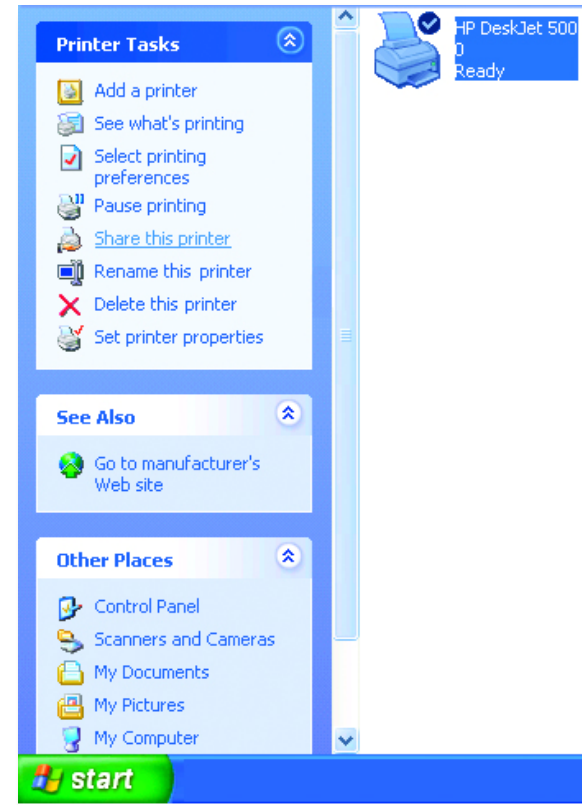 Printer Tasks
Add a printer
See what's printing
Select printing
preferences
Pause printing
Share this printer
Rename this printer
Delete this printer
Set printer properties
See Also
Go to manufacturer's
Web site
Other Places
Control Panel
Scanners and Cameras
My Documents
My Pictures
My Computer
HP DeskJet 500
0
Ready
start